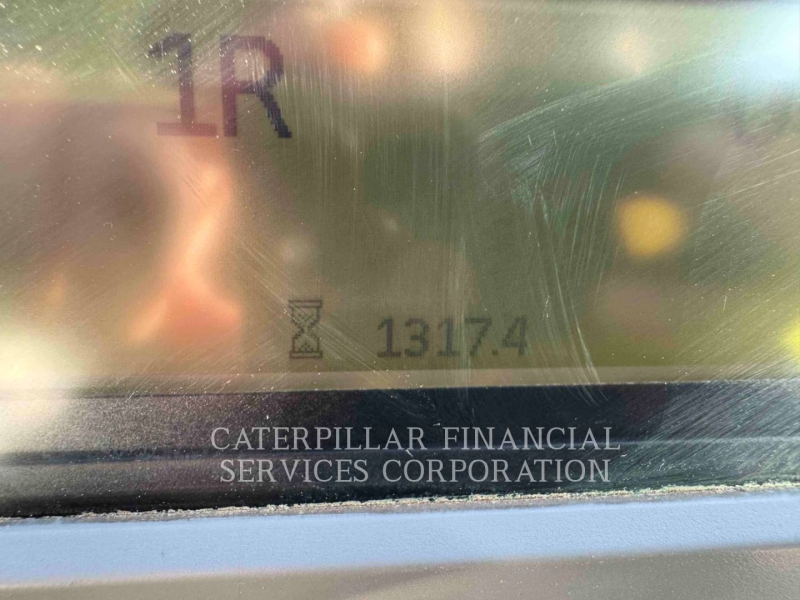 1R
1317.4
CATERPILLAR FINANCIAL
SERVICES CORPORATION